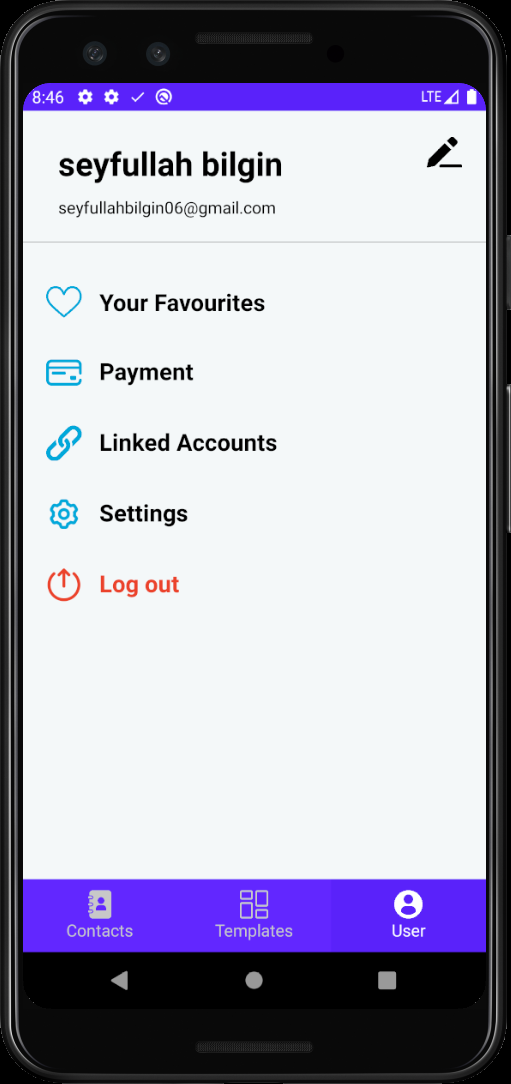 8:46 LTE
seyfullah bilgin
seyfullahbilgin06@gmail.com
Your Favourites
Payment
Linked Accounts
Settings
Log out
Contacts Templates User